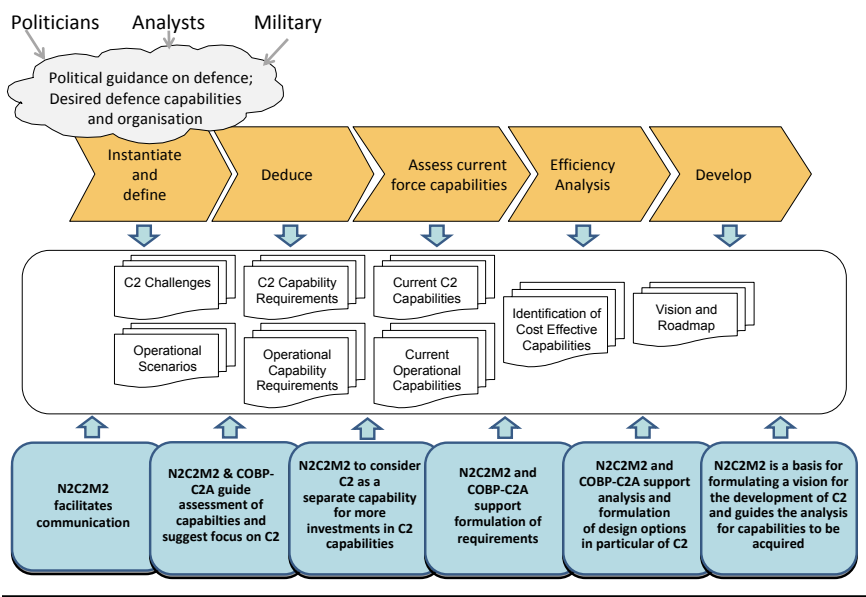 Politicians
Analysts
Military
Political guidance on defence;
Desired defence capabilities
and organisation
Instantiate
and
define
Deduce
Assess current
force capabilities
Efficiency
Analysis
Develop
C2 Challenges
C2 Capability
Requirements
Current C2
Capabilities
Identification of
Cost Effective
Capabilities
Vision and
Roadmap
Operational
Scenarios
Operational
Capability
Requirements
Current
Operational
Capabilities
N2C2M2
facilitates
communication
N2C2M2 & COBP-
C2A guide
assessment of
capabilties and
suggest focus on C2
N2C2M2 to consider
C2 as a
separate capability
for more
investments in C2
capabilities
N2C2M2 and
COBP-C2A
support
formulation of
requirements
N2C2M2 and
COBP-C2A support
analysis and
formulation
of design options
in particular of C2
N2C2M2 is a basis for
formulating a vision for
the development of C2
and guides the analysis
for capabilities to be
acquired